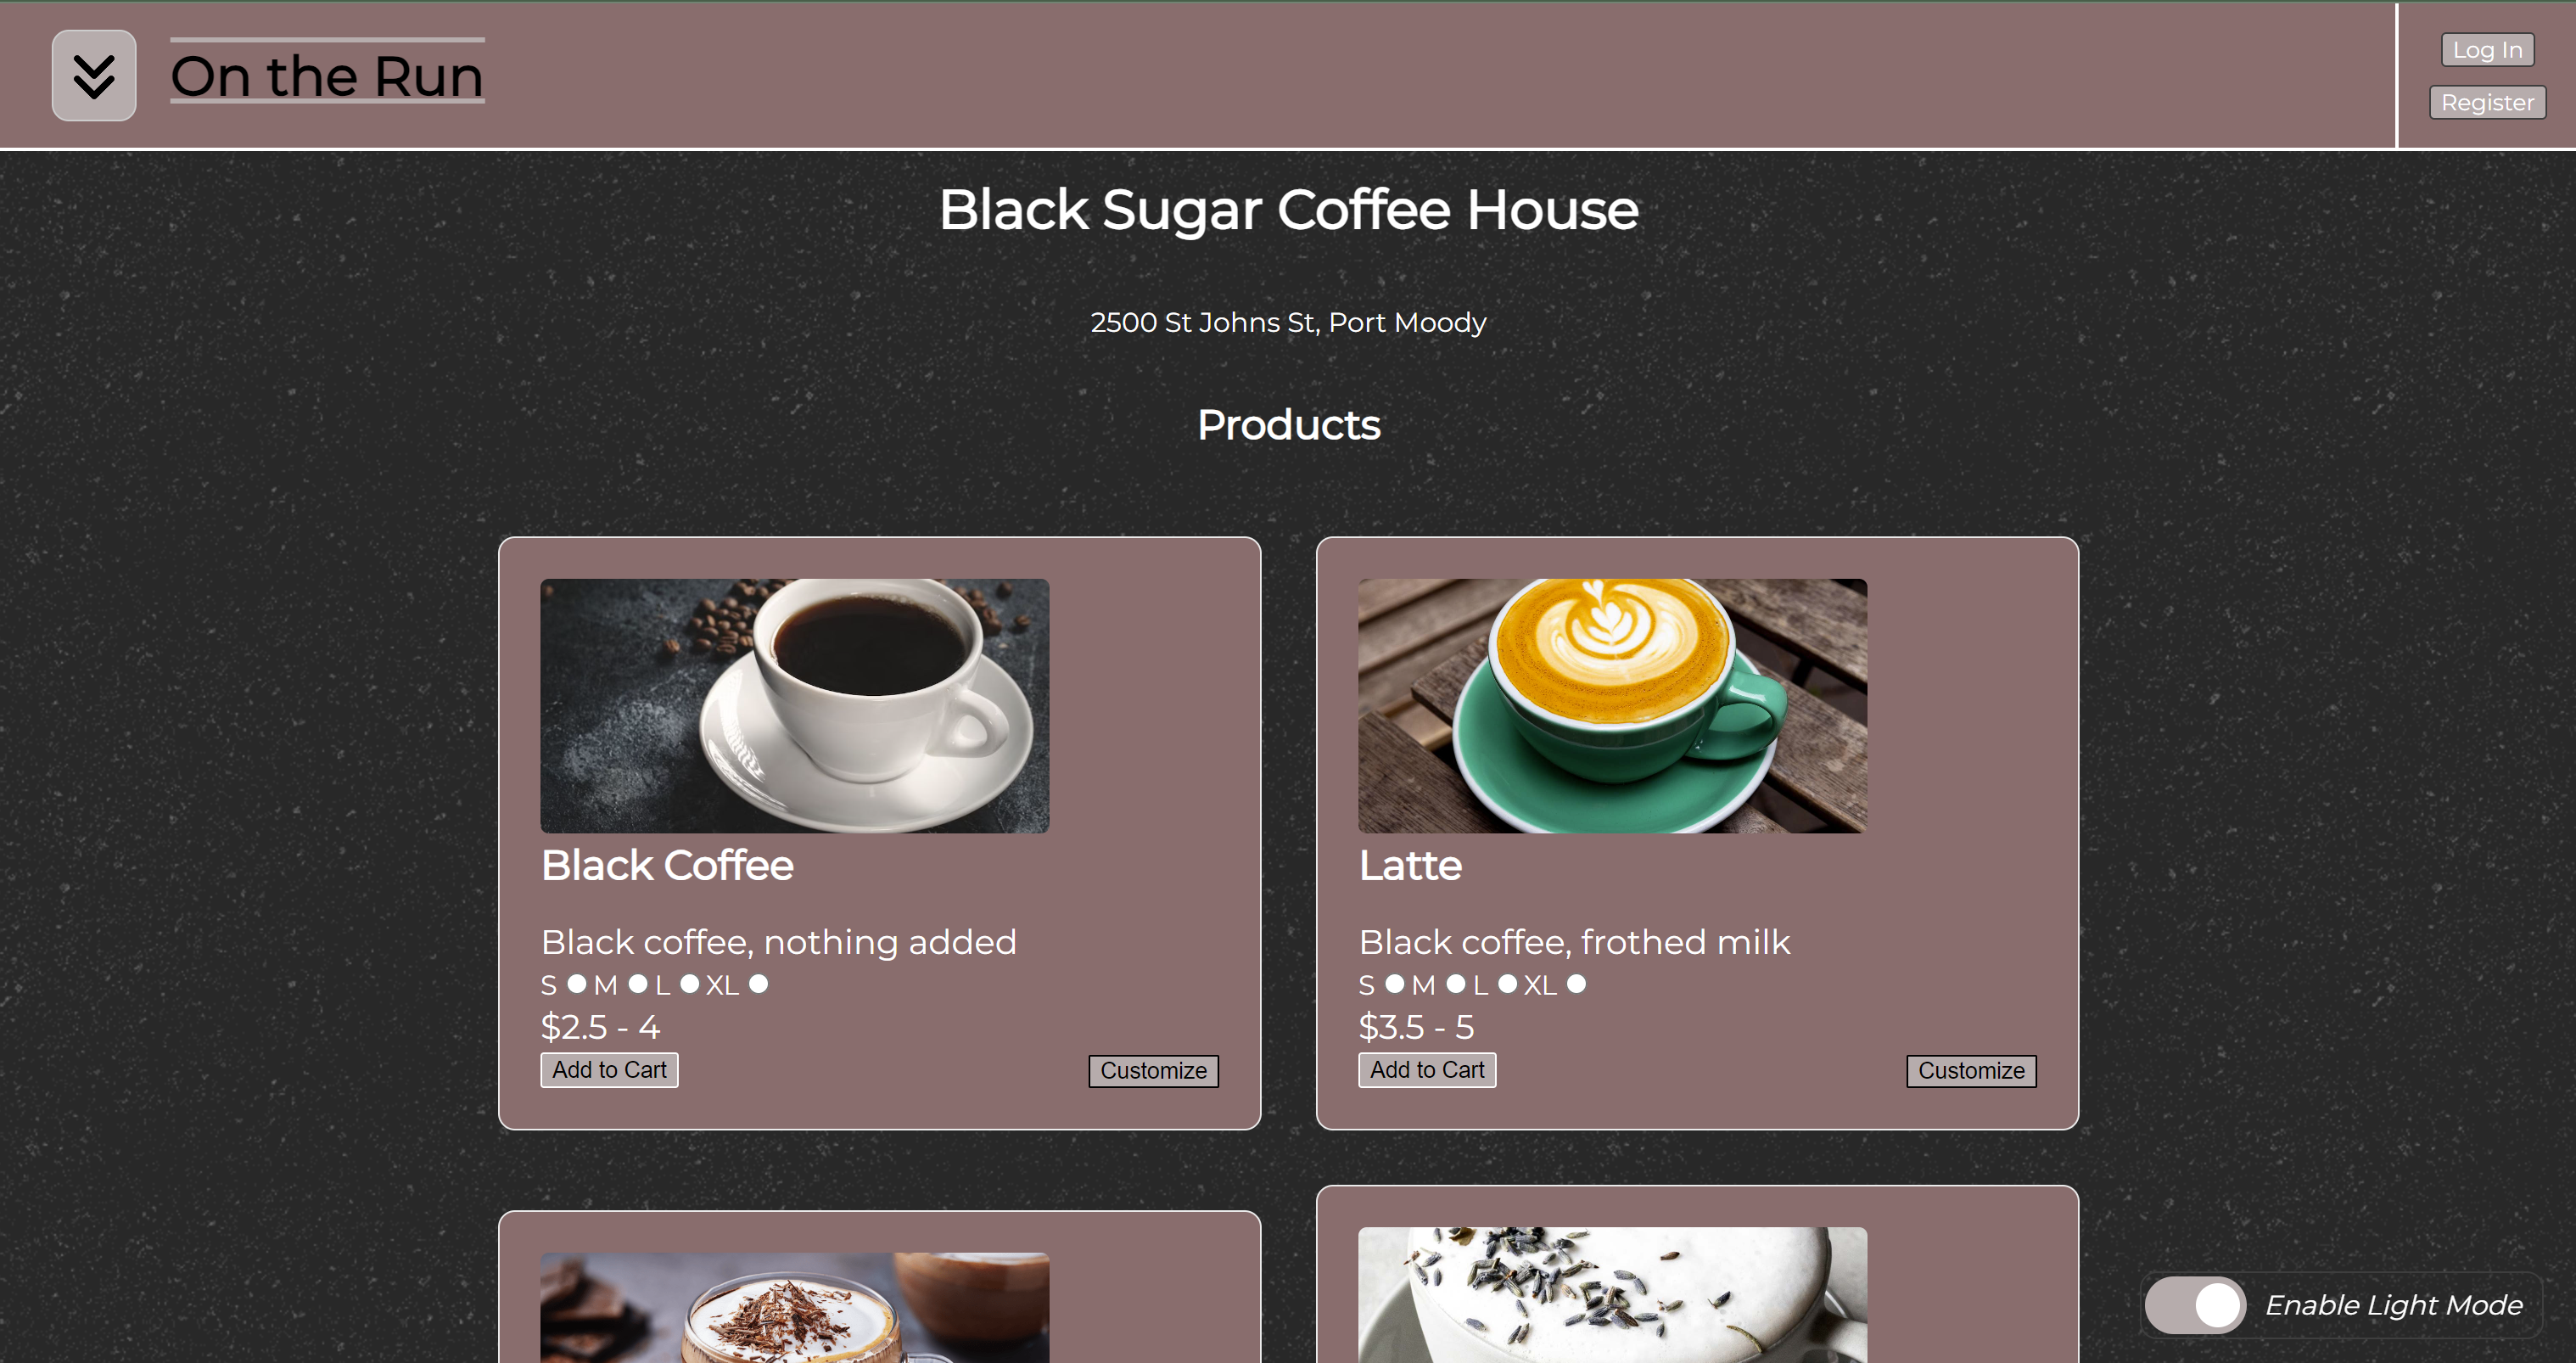 On the Run
Log In
Register
Black Sugar Coffee House
2500 St Johns St, Port Moody
Products
Black Coffee
Black coffee, nothing added
S M L XL
$2.5 - 4
Add to Cart
Customize
Latte
Black coffee, frothed milk
S M L XL
$3.5 - 5
Add to Cart
Customize
Enable Light Mode